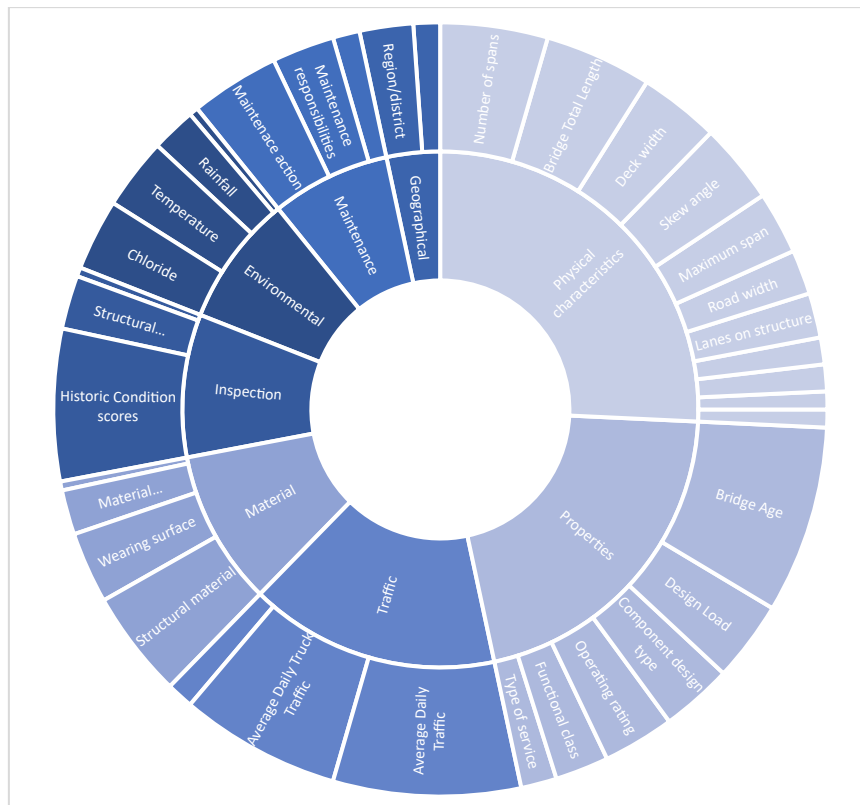 Number of spans
Bridge Total Length
Deck width
Skew angle
Maximum span
Road width
Lanes on structure
Physical
characteristics
Bridge Age
Design Load
Component design
type
Operating rating
Functional class
Type of service
Properties
Average Daily
Traffic
Average Daily Truck
Traffic
Traffic
Structural material
Wearing surface
Material...
Material
Historic Condition
scores
Structural...
Inspection
Chloride
Temperature
Rainfall
Environmental
Maintenace action
Maintenance
responsibilities
Maintenance
Region/district
Geographical